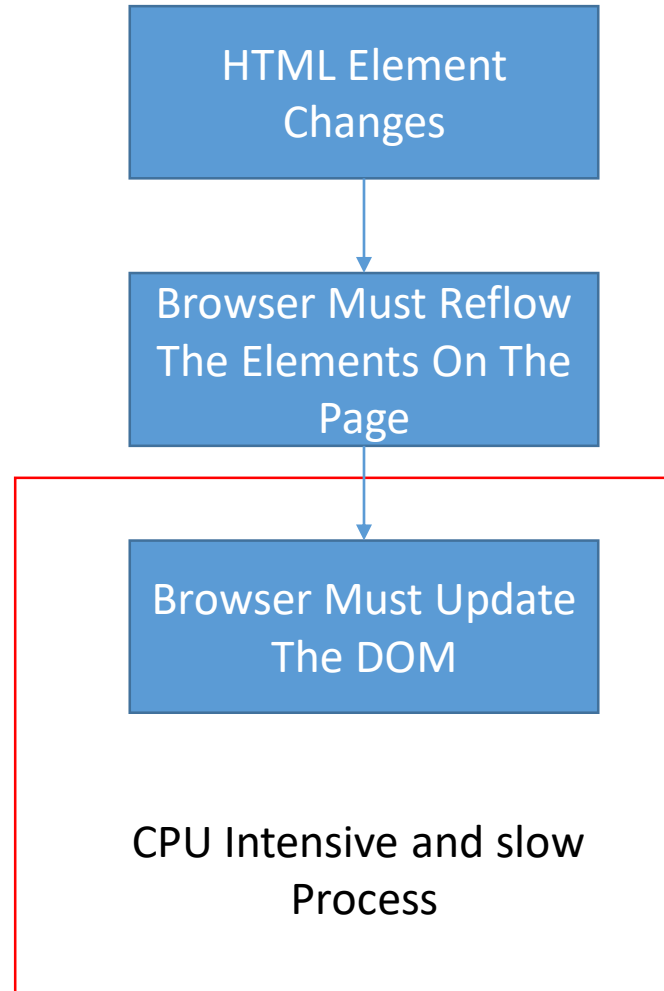 HTML Element
Changes
Browser Must Reflow
The Elements On The
Page
Browser Must Update
The DOM
CPU Intensive and slow
Process